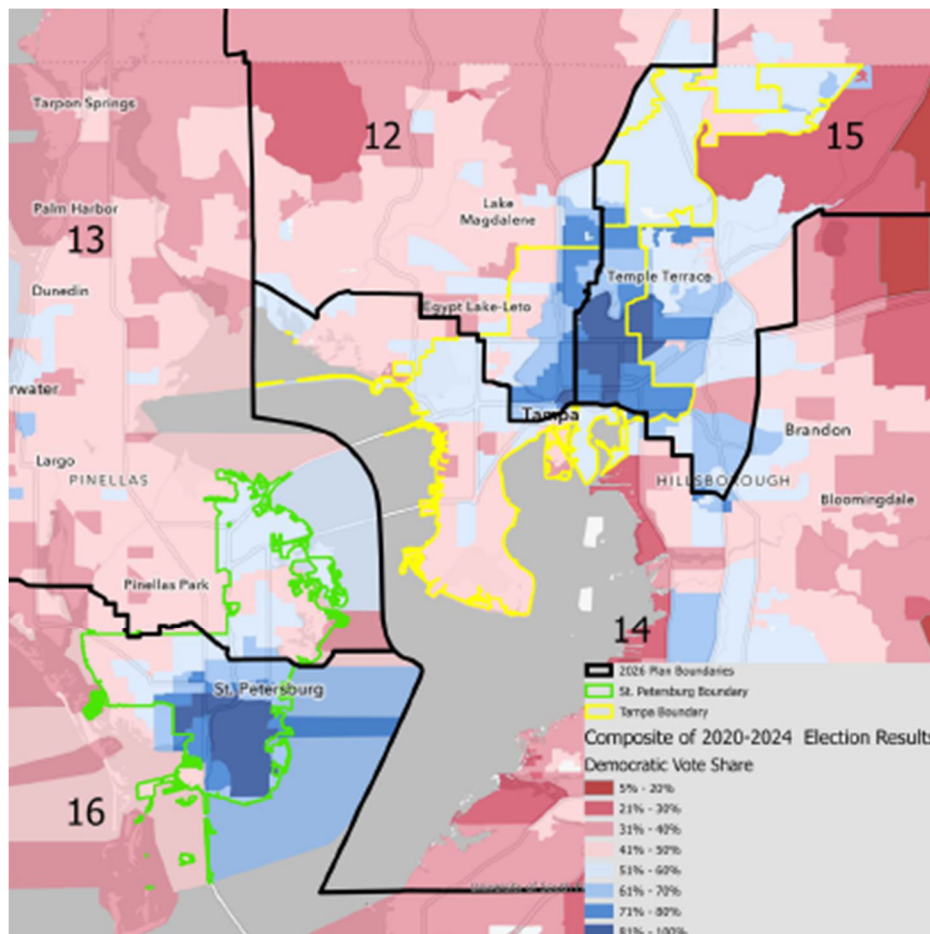 Tarpon Springs
12
15
Palm Harbor
Lake
Magdalene
13
Temple Terrace
Dunedin
Egypt Lake-Leto
rwater
Tampa
Brandon
Largo
PINELLAS
HILLSBOROUGH
Bloomingdale
Pinellas Park
14
2026 Plan Boundaries
St. Petersburg
St. Petersburg Boundary
Tampa Boundary
Composite of 2020-2024 Election Results
Democratic Vote Share
5% - 20%
21% - 30%
16
31% - 40%
41% - 50%
51% - 60%
61% - 70%
71% - 80%
81% - 100%